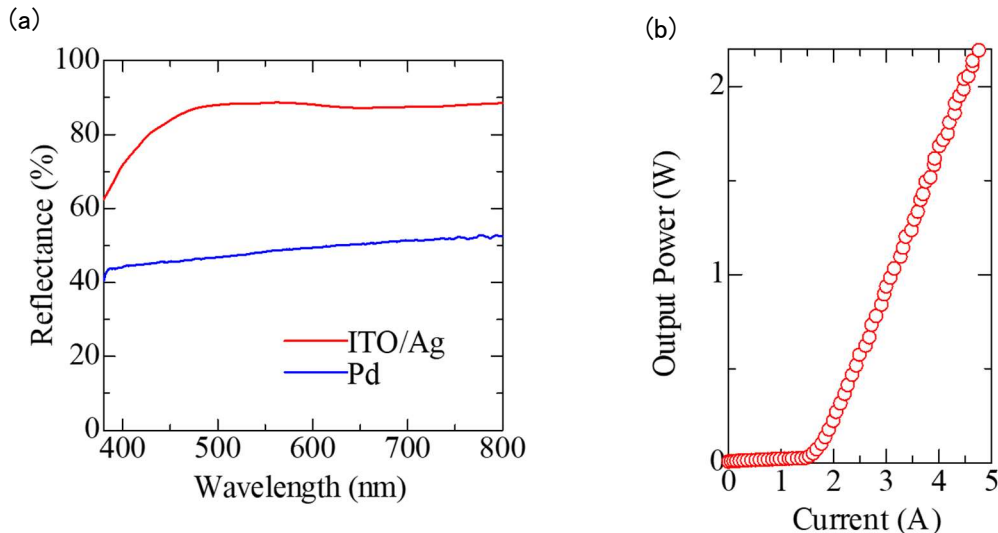 (a)
100
80
60
40
20
0
Reflectance (%)
ITO/Ag
Pd
400 500 600 700 800
Wavelength (nm)
(b)
2
1
0
Output Power (W)
0 1 2 3 4 5
Current (A)